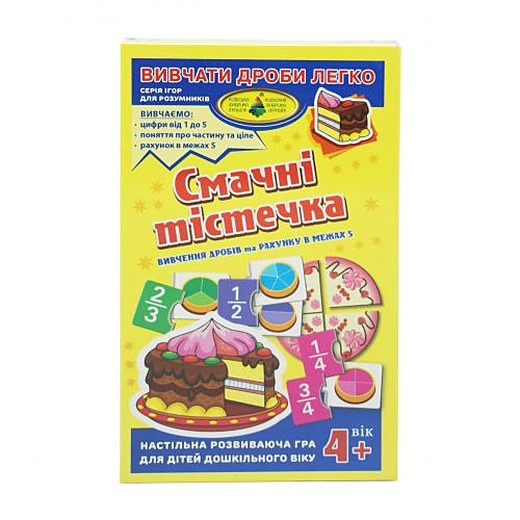 ВИВЧАТИ ДРОБИ ЛЕГКО
СЕРІЯ ІГОР
ДЛЯ РОЗУМНИКІВ
ВИВЧАЄМО:
• цифри від 1 до 5
• поняття про частину та ціле
• рахунок в межах 5
Смачні
тістечка
ВИВЧЕННЯ ДРОБІВ та РАХУНКУ В МЕЖАХ 5
2/3
1/2
1/4
3/4
НАСТІЛЬНА РОЗВИВАЮЧА ГРА
ДЛЯ ДІТЕЙ ДОШКІЛЬНОГО ВІКУ
вік
4+